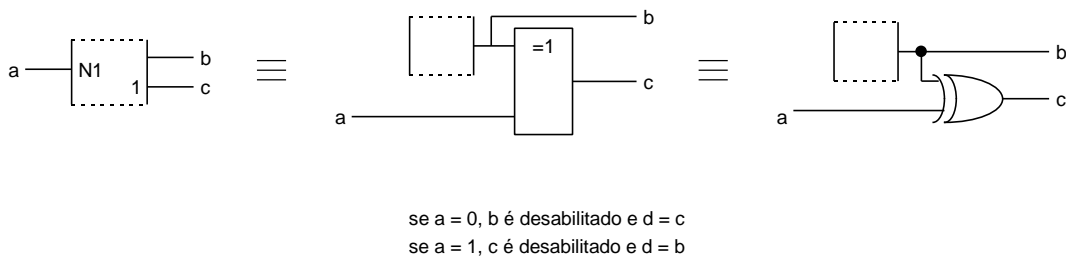 a N1 1 b c
b
=1
c
a
b
c
a
se a = 0, b é desabilitado e d = c
se a = 1, c é desabilitado e d = b